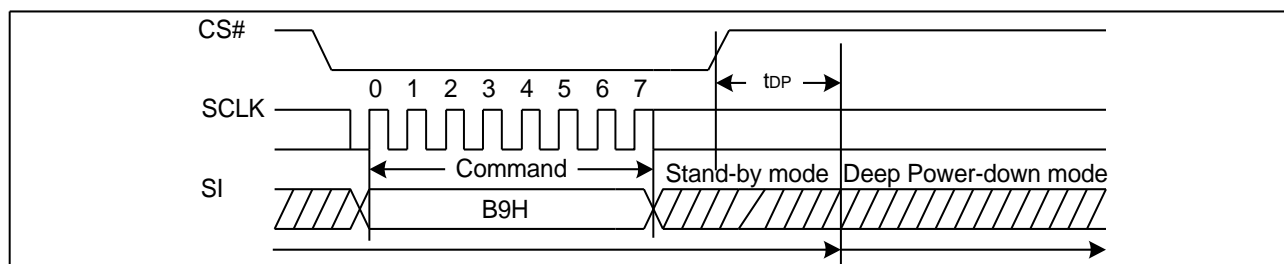 CS#
tDP
0 1 2 3 4 5 6 7
SCLK
Command
Stand-by mode Deep Power-down mode
SI
B9H